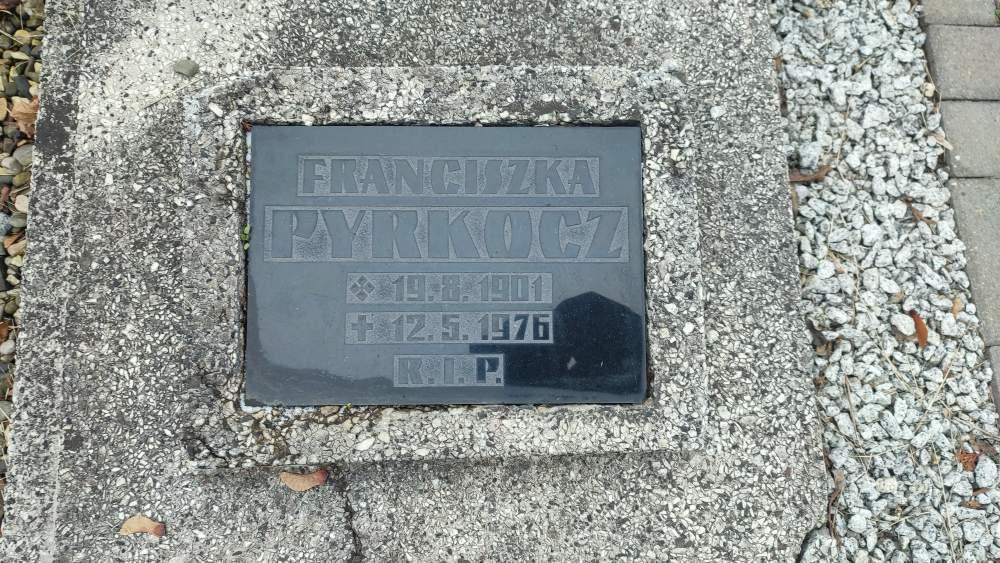 FRANCISZKA
PYRKOCZ
❖ 19.8.1901
✝ 12.5.1976
R.I.P.